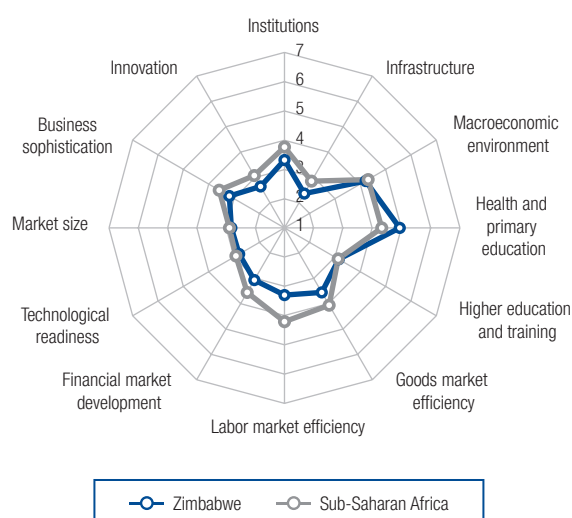 Institutions
7
6
5
4
3
2
1
Infrastructure
Macroeconomic
environment
Health and
primary
education
Higher education
and training
Goods market
efficiency
Labor market efficiency
Financial market
development
Technological
readiness
Market size
Business
sophistication
Innovation
Zimbabwe
Sub-Saharan Africa